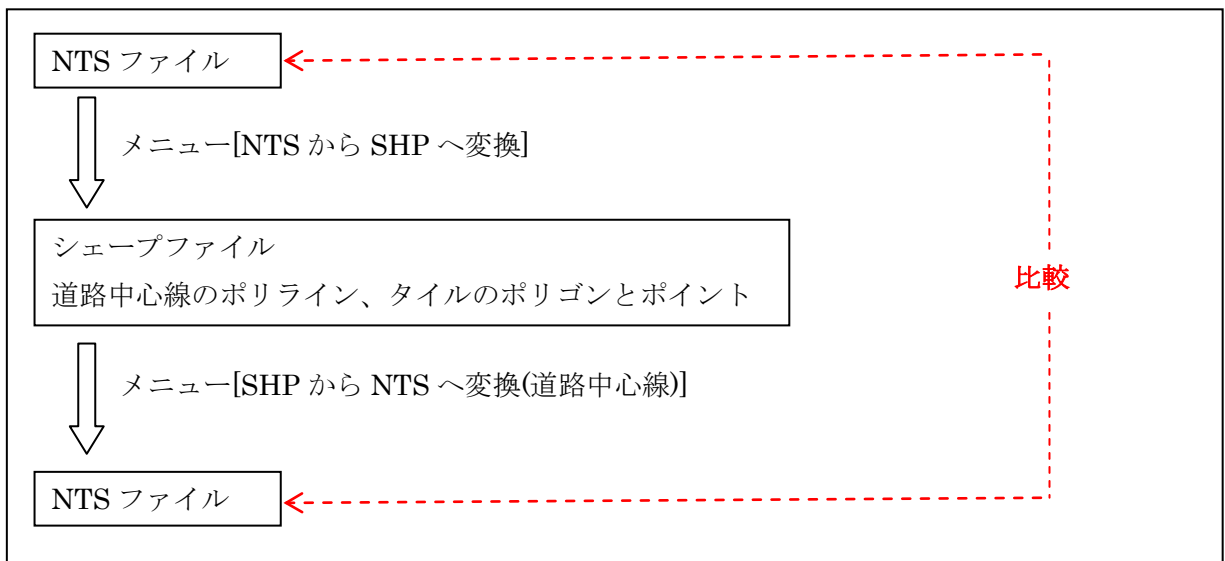 NTS ファイル
メニュー[NTS から SHP へ変換]
シェープファイル
道路中心線のポリライン、タイルのポリゴンとポイント
比較
メニュー[SHP から NTS へ変換(道路中心線)]
NTS ファイル